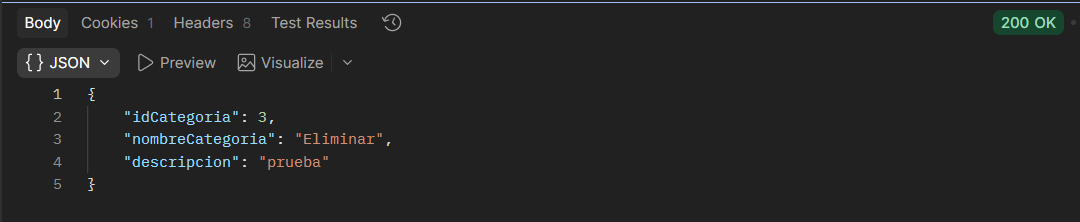 Body Cookies 1 Headers 8 Test Results 200 OK
{} JSON Preview Visualize
1 {
2 "idCategoria": 3,
3 "nombreCategoria": "Eliminar",
4 "descripcion": "prueba"
5 }